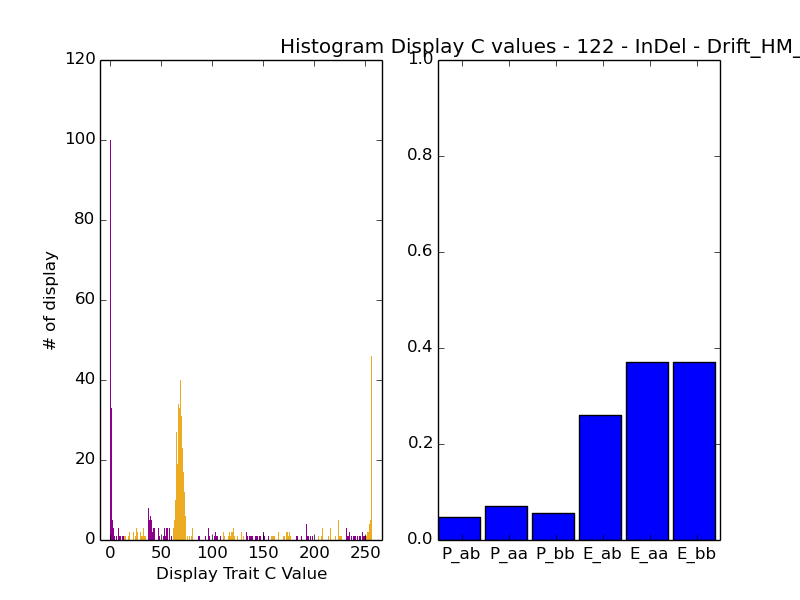 Histogram Display C values - 122 - InDel - Drift_HM_
120
100
80
60
40
20
0
# of display
0 50 100 150 200 250
Display Trait C Value
1.0
0.8
0.6
0.4
0.2
0.0
P_ab P_aa P_bb E_ab E_aa E_bb